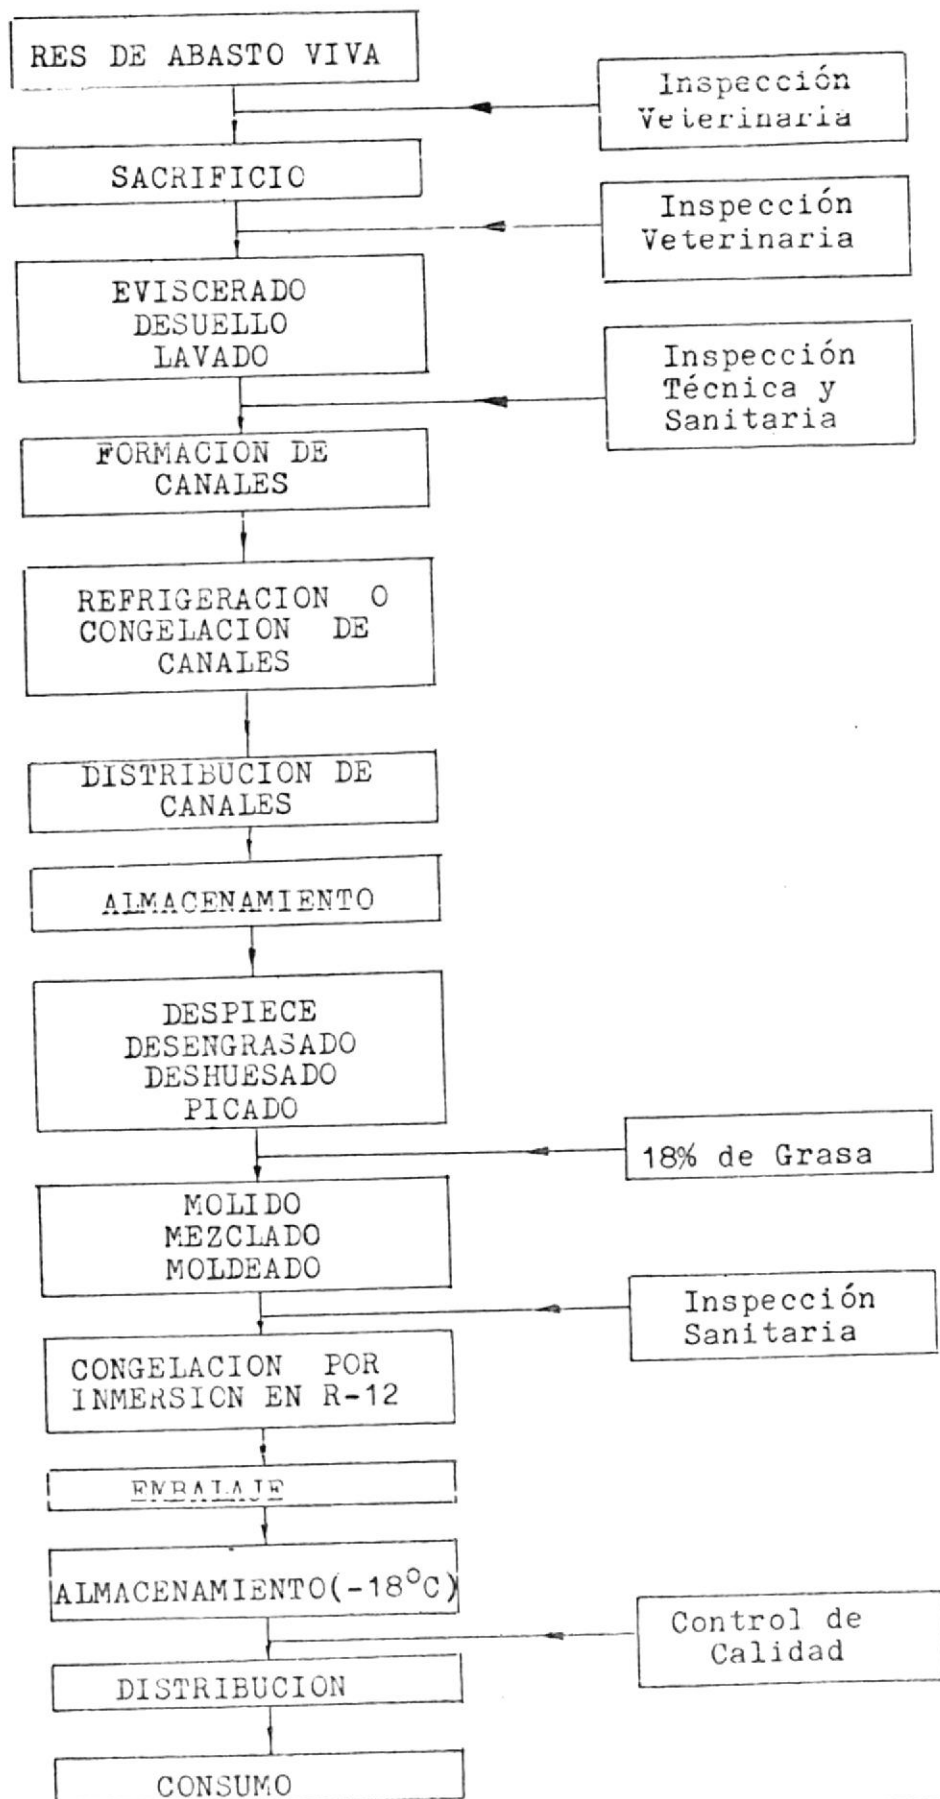 RES DE ABASTO VIVA
Inspección
Veterinaria
SACRIFICIO
Inspección
Veterinaria
EVISCERADO
DESUELLO
LAVADO
Inspección
Técnica y
Sanitaria
FORMACION DE
CANALES
REFRIGERACION O
CONGELACION DE
CANALES
DISTRIBUCION DE
CANALES
ALMACENAMIENTO
DESPIECE
DESENGRASADO
DESHUESADO
PICADO
18% de Grasa
MOLIDO
MEZCLADO
MOLDEADO
Inspección
Sanitaria
CONGELACION POR
INMERSION EN R-12
EMBALAJE
ALMACENAMIENTO(-18°C)
Control de
Calidad
DISTRIBUCION
CONSUMO